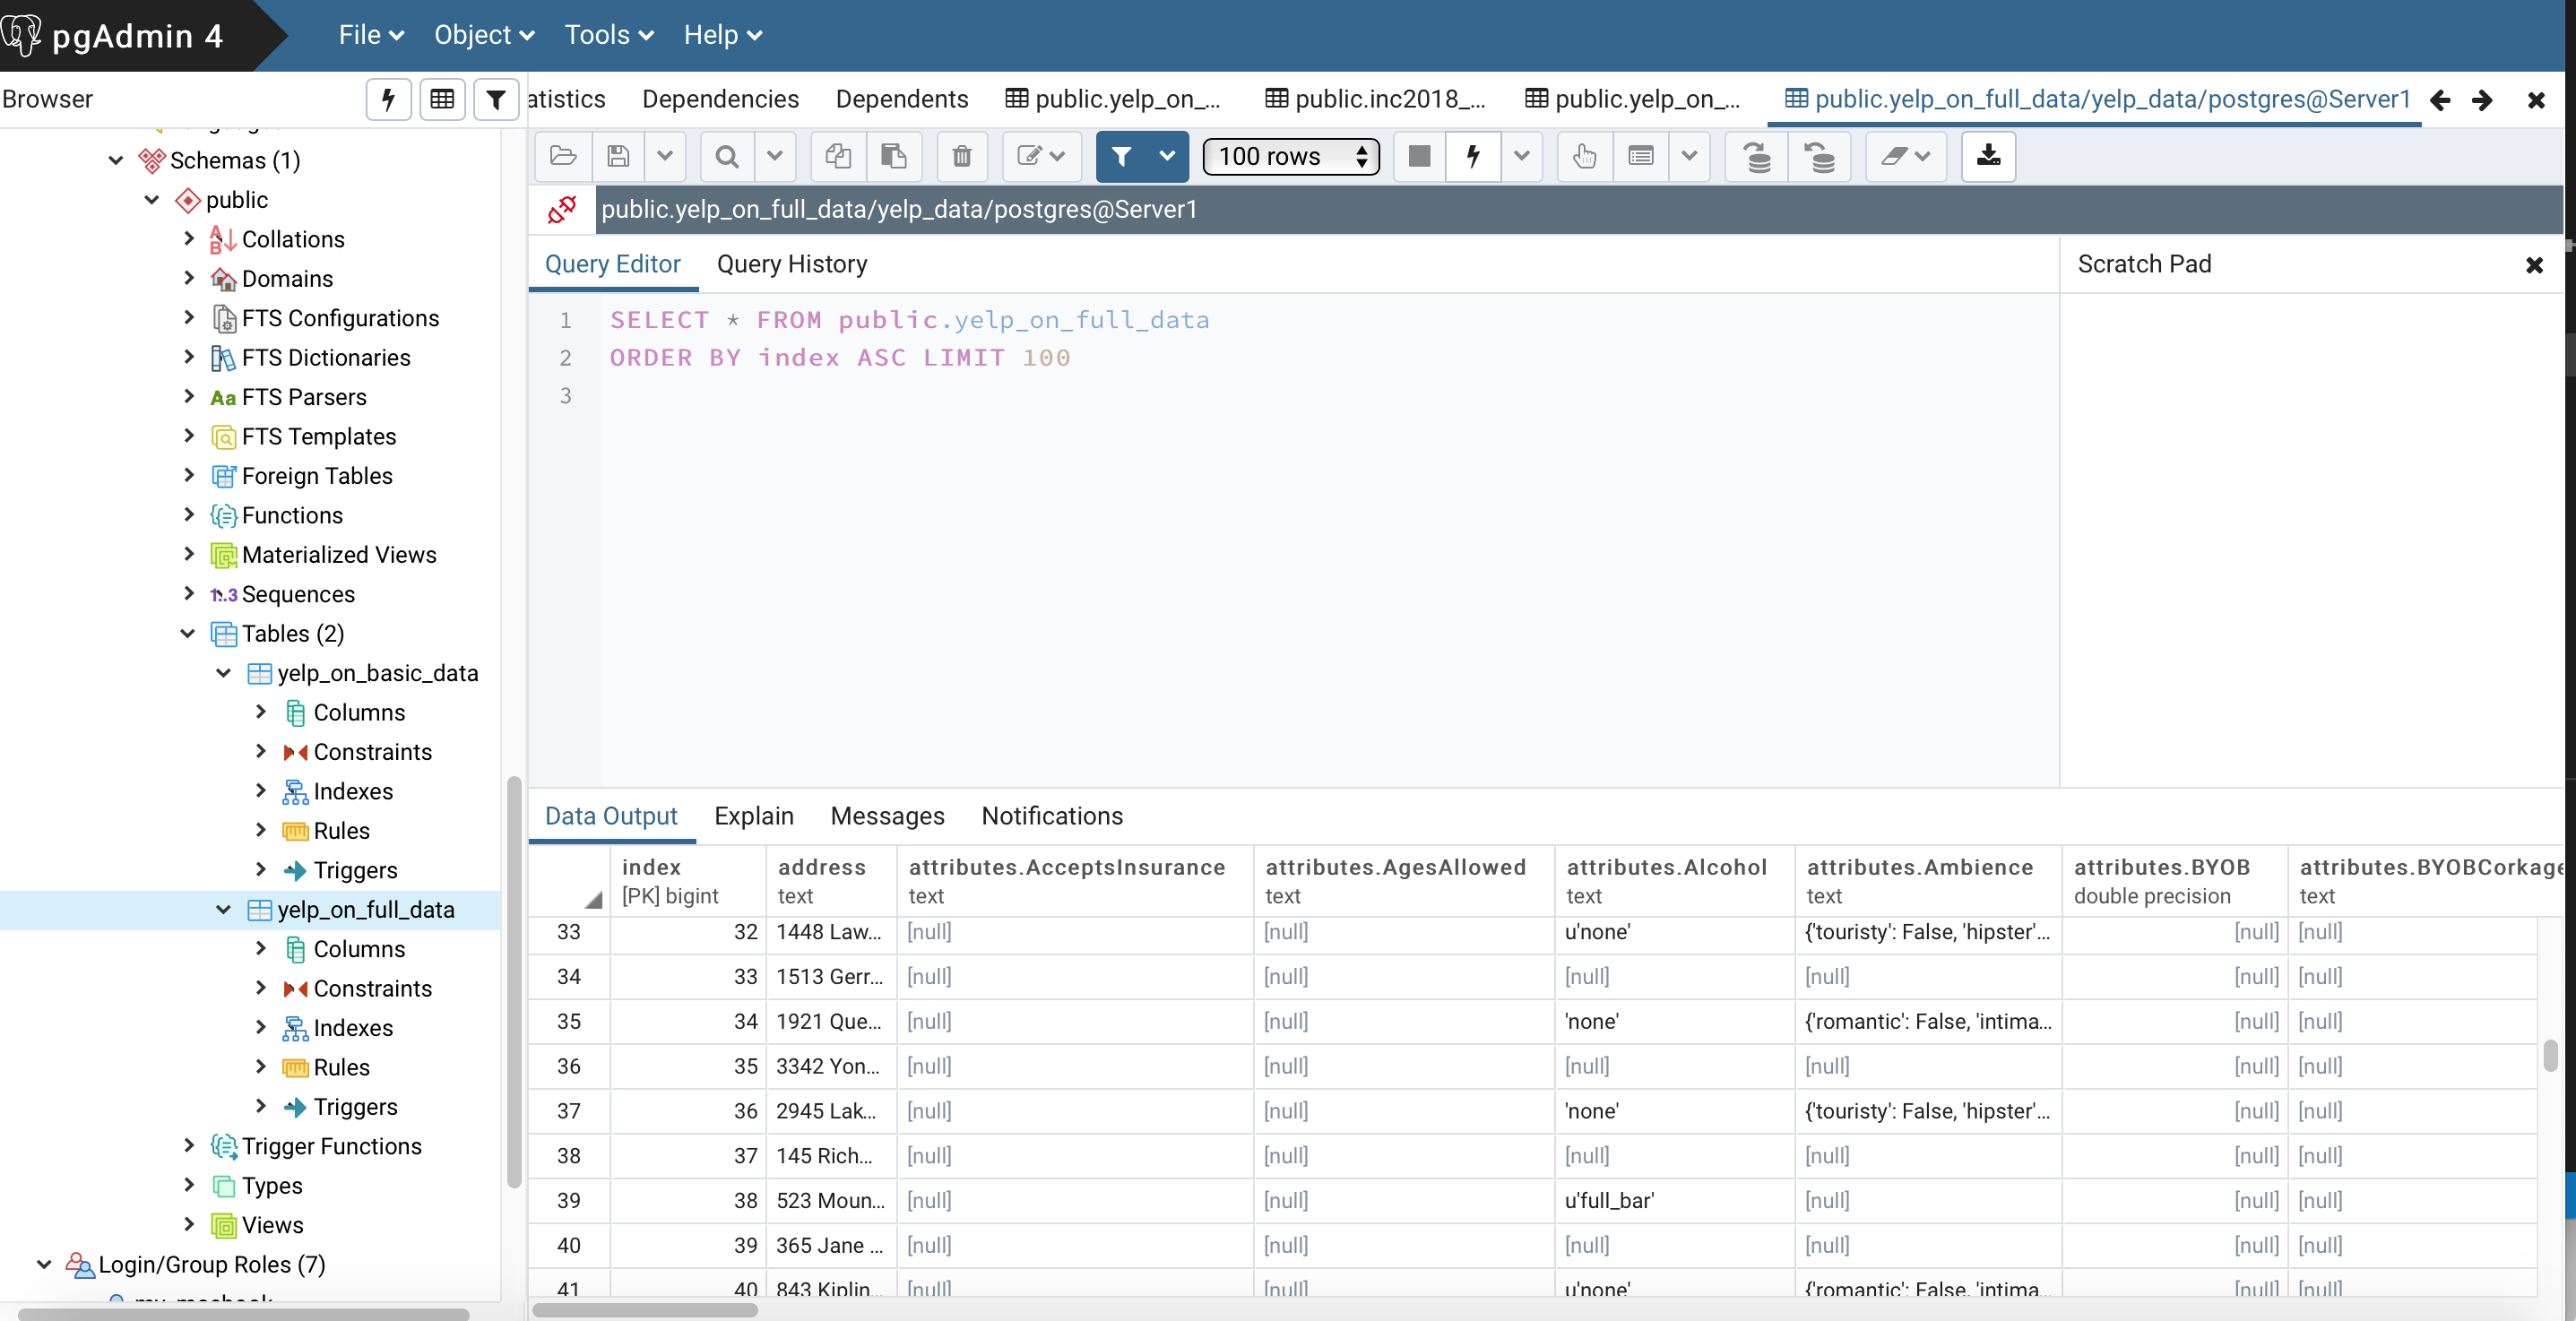 pgAdmin 4
File Object Tools Help
Browser
atistics Dependencies Dependents public.yelp_on_... public.inc2018_... public.yelp_on_... public.yelp_on_full_data/yelp_data/postgres@Server1
100 rows
public.yelp_on_full_data/yelp_data/postgres@Server1
Query Editor Query History
Scratch Pad
1 SELECT * FROM public.yelp_on_full_data
2 ORDER BY index ASC LIMIT 100
3
Schemas (1)
public
Collations
Domains
FTS Configurations
FTS Dictionaries
Aa FTS Parsers
FTS Templates
Foreign Tables
Functions
Materialized Views
1..3 Sequences
Tables (2)
yelp_on_basic_data
Columns
Constraints
Indexes
Rules
Triggers
yelp_on_full_data
Columns
Constraints
Indexes
Rules
Triggers
Trigger Functions
Types
Views
Login/Group Roles (7)
Data Output Explain Messages Notifications
index address attributes.AcceptsInsurance attributes.AgesAllowed attributes.Alcohol attributes.Ambience attributes.BYOB attributes.BYOBCorkage
[PK] bigint text text text text text double precision text
33 32 1448 Law... [null] [null] u'none' {'touristy': False, 'hipster'... [null] [null]
34 33 1513 Gerr... [null] [null] [null] [null] [null] [null]
35 34 1921 Que... [null] [null] 'none' {'romantic': False, 'intima... [null] [null]
36 35 3342 Yon... [null] [null] [null] [null] [null] [null]
37 36 2945 Lak... [null] [null] 'none' {'touristy': False, 'hipster'... [null] [null]
38 37 145 Rich... [null] [null] [null] [null] [null] [null]
39 38 523 Moun... [null] [null] u'full_bar' [null] [null] [null]
40 39 365 Jane ... [null] [null] [null] [null] [null] [null]
41 40 843 Kiplin... [null] [null] u'none' {'romantic': False, 'intima... [null] [null]